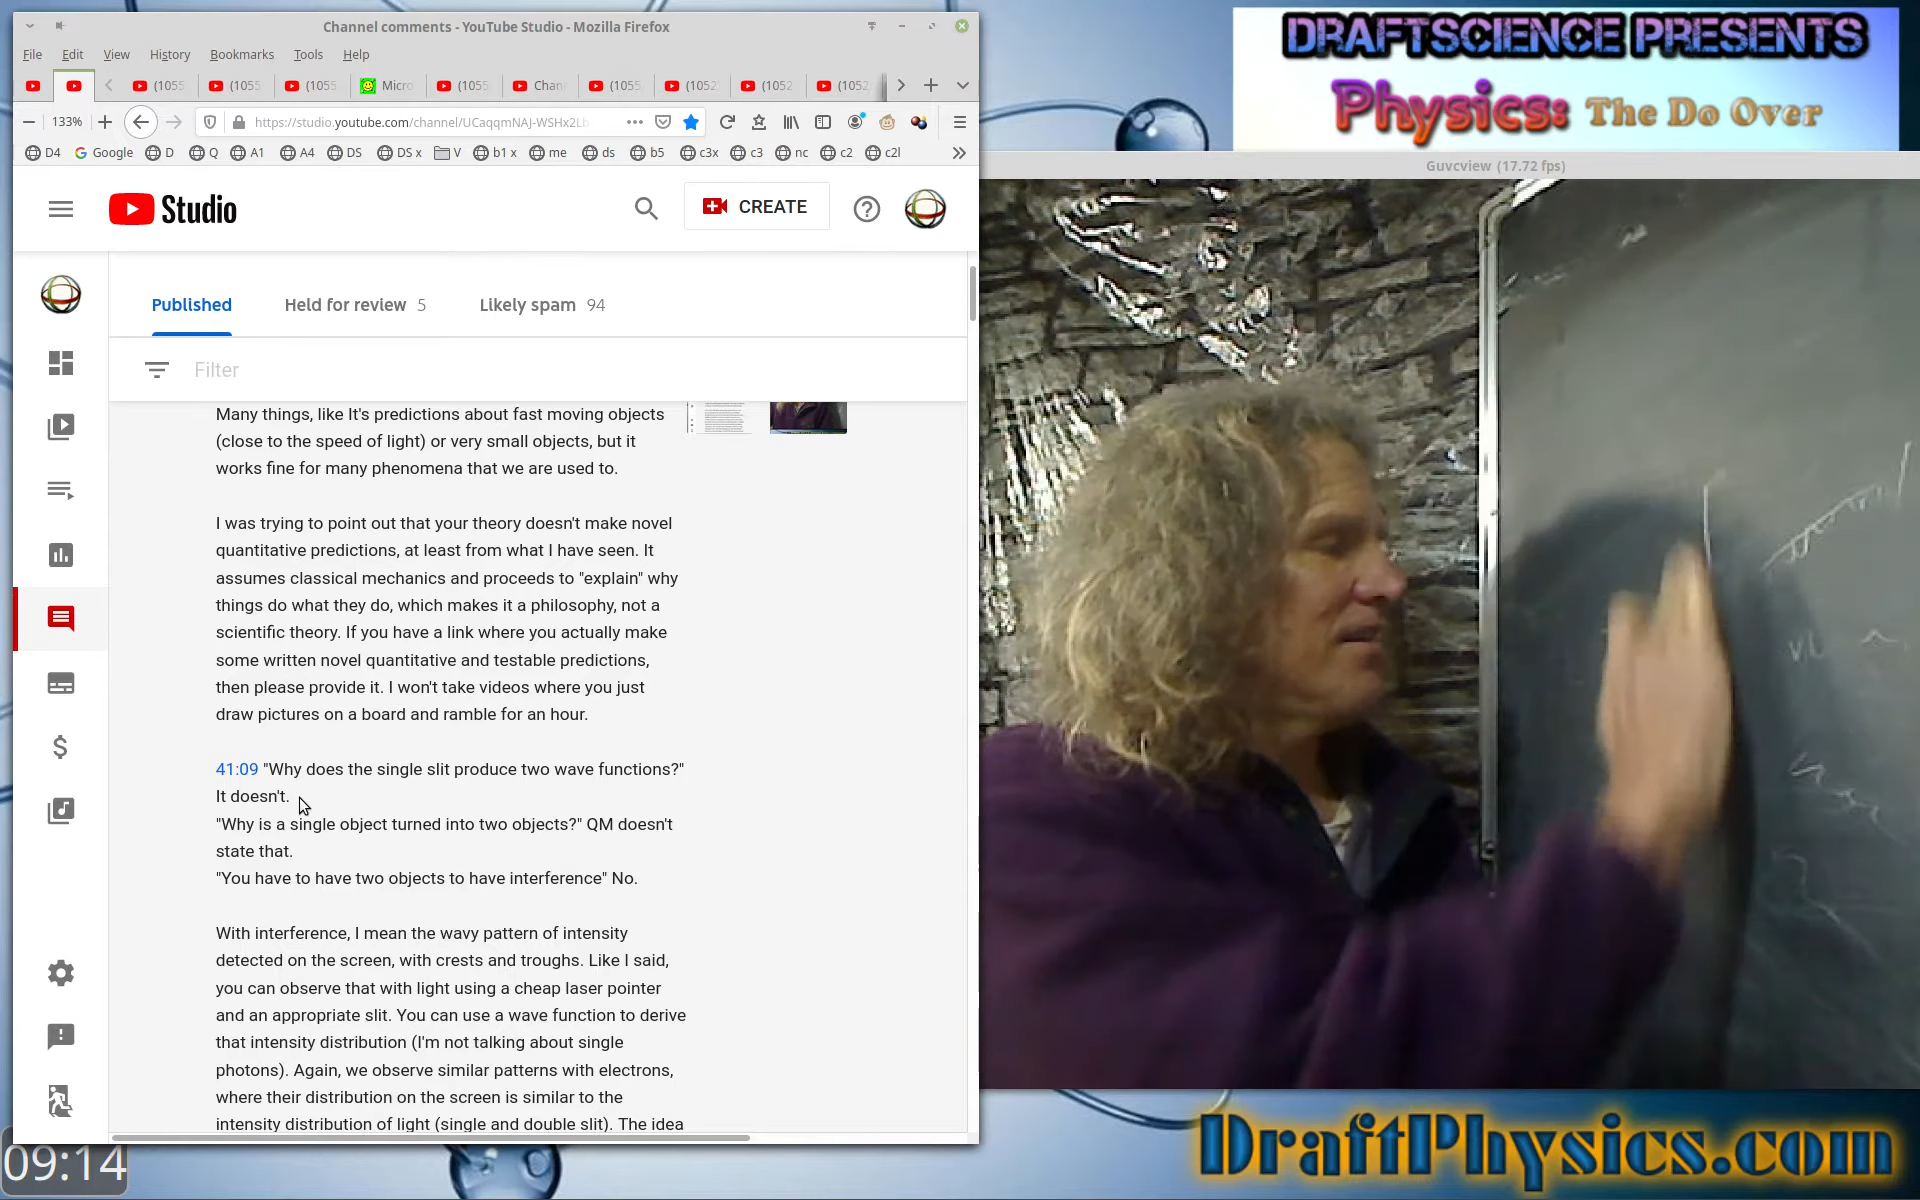 Channel comments - YouTube Studio - Mozilla Firefox
File Edit View History Bookmarks Tools Help
(1055 (1055 (1055 Micro (1055 Chan (1055 (1052 (1052 (1052
133% https://studio.youtube.com/channel/UCaqqmNAJ-WSHx2Lb
D4 Google D Q A1 A4 DS DS x V b1 x me ds b5 c3x c3 nc c2 c2l
Studio
CREATE
Published Held for review 5 Likely spam 94
Filter
Many things, like It's predictions about fast moving objects
(close to the speed of light) or very small objects, but it
works fine for many phenomena that we are used to.
I was trying to point out that your theory doesn't make novel
quantitative predictions, at least from what I have seen. It
assumes classical mechanics and proceeds to "explain" why
things do what they do, which makes it a philosophy, not a
scientific theory. If you have a link where you actually make
some written novel quantitative and testable predictions,
then please provide it. I won't take videos where you just
draw pictures on a board and ramble for an hour.
41:09 "Why does the single slit produce two wave functions?"
It doesn't.
"Why is a single object turned into two objects?" QM doesn't
state that.
"You have to have two objects to have interference" No.
With interference, I mean the wavy pattern of intensity
detected on the screen, with crests and troughs. Like I said,
you can observe that with light using a cheap laser pointer
and an appropriate slit. You can use a wave function to derive
that intensity distribution (I'm not talking about single
photons). Again, we observe similar patterns with electrons,
where their distribution on the screen is similar to the
intensity distribution of light (single and double slit). The idea
09:14
DRAFTSCIENCE PRESENTS
Physics: The Do Over
Guvcview (17.72 fps)
DraftPhysics.com